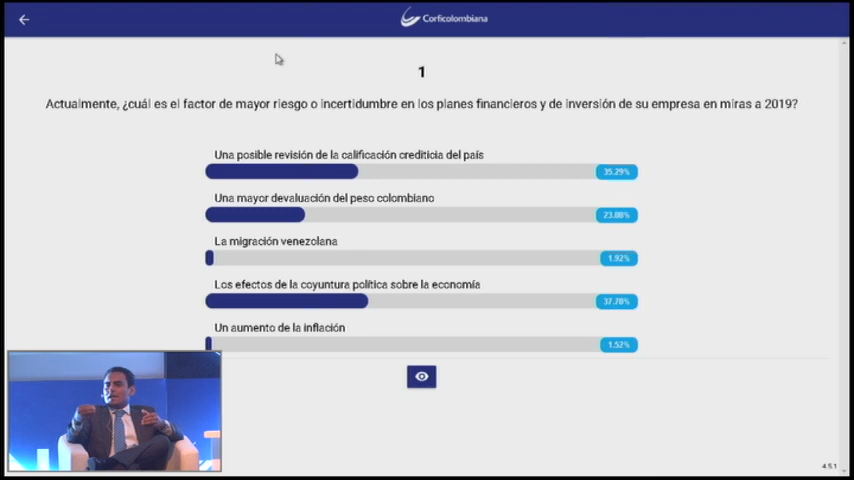 Corficolombiana
1
Actualmente, ¿cuál es el factor de mayor riesgo o incertidumbre en los planes financieros y de inversión de su empresa en miras a 2019?
Una posible revisión de la calificación crediticia del país
35.29%
Una mayor devaluación del peso colombiano
23.08%
La migración venezolana
1.92%
Los efectos de la coyuntura política sobre la economía
37.78%
Un aumento de la inflación
1.52%
4.5.1